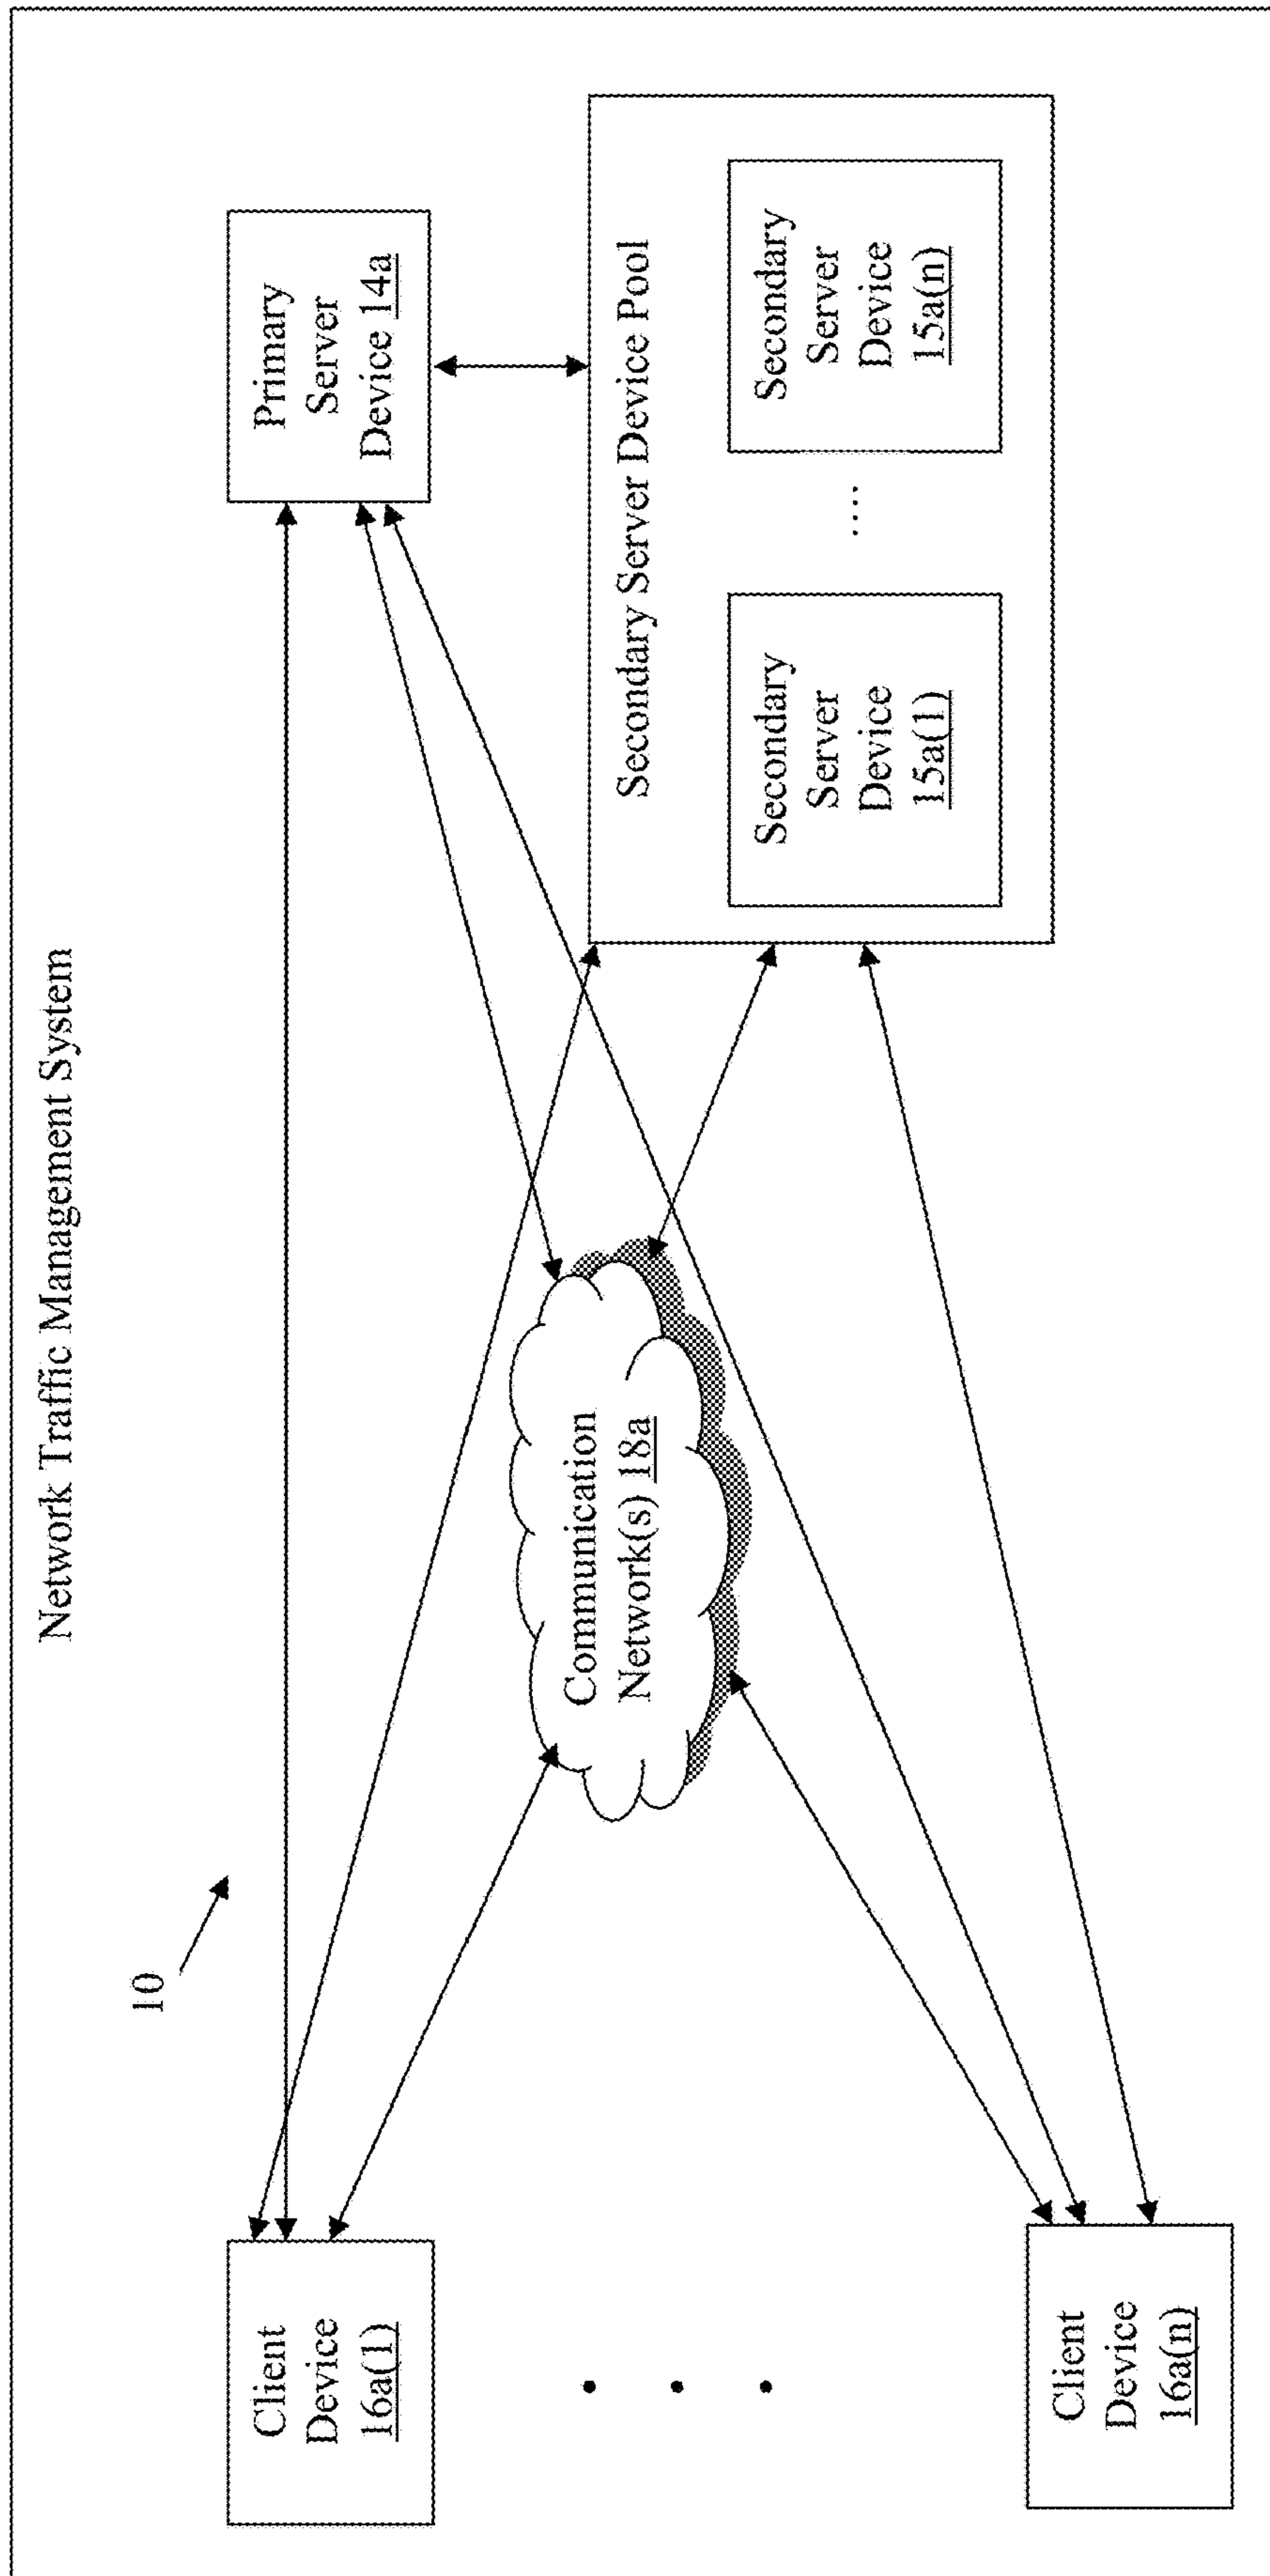 Network Traffic Management System
10
Client
Device
16a(1)
Client
Device
16a(n)
Communication
Network(s) 18a
Primary
Server
Device 14a
Secondary Server Device Pool
Secondary
Server
Device
15a(1)
....
Secondary
Server
Device
15a(n)